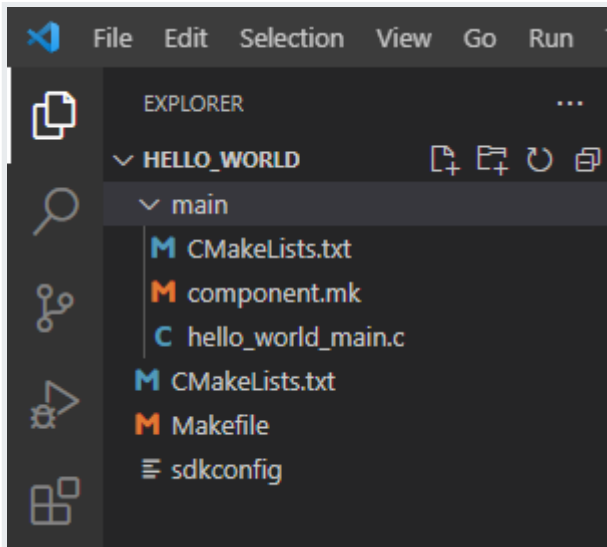 File Edit Selection View Go Run
EXPLORER
HELLO_WORLD
main
CMakeLists.txt
component.mk
hello_world_main.c
CMakeLists.txt
Makefile
sdkconfig